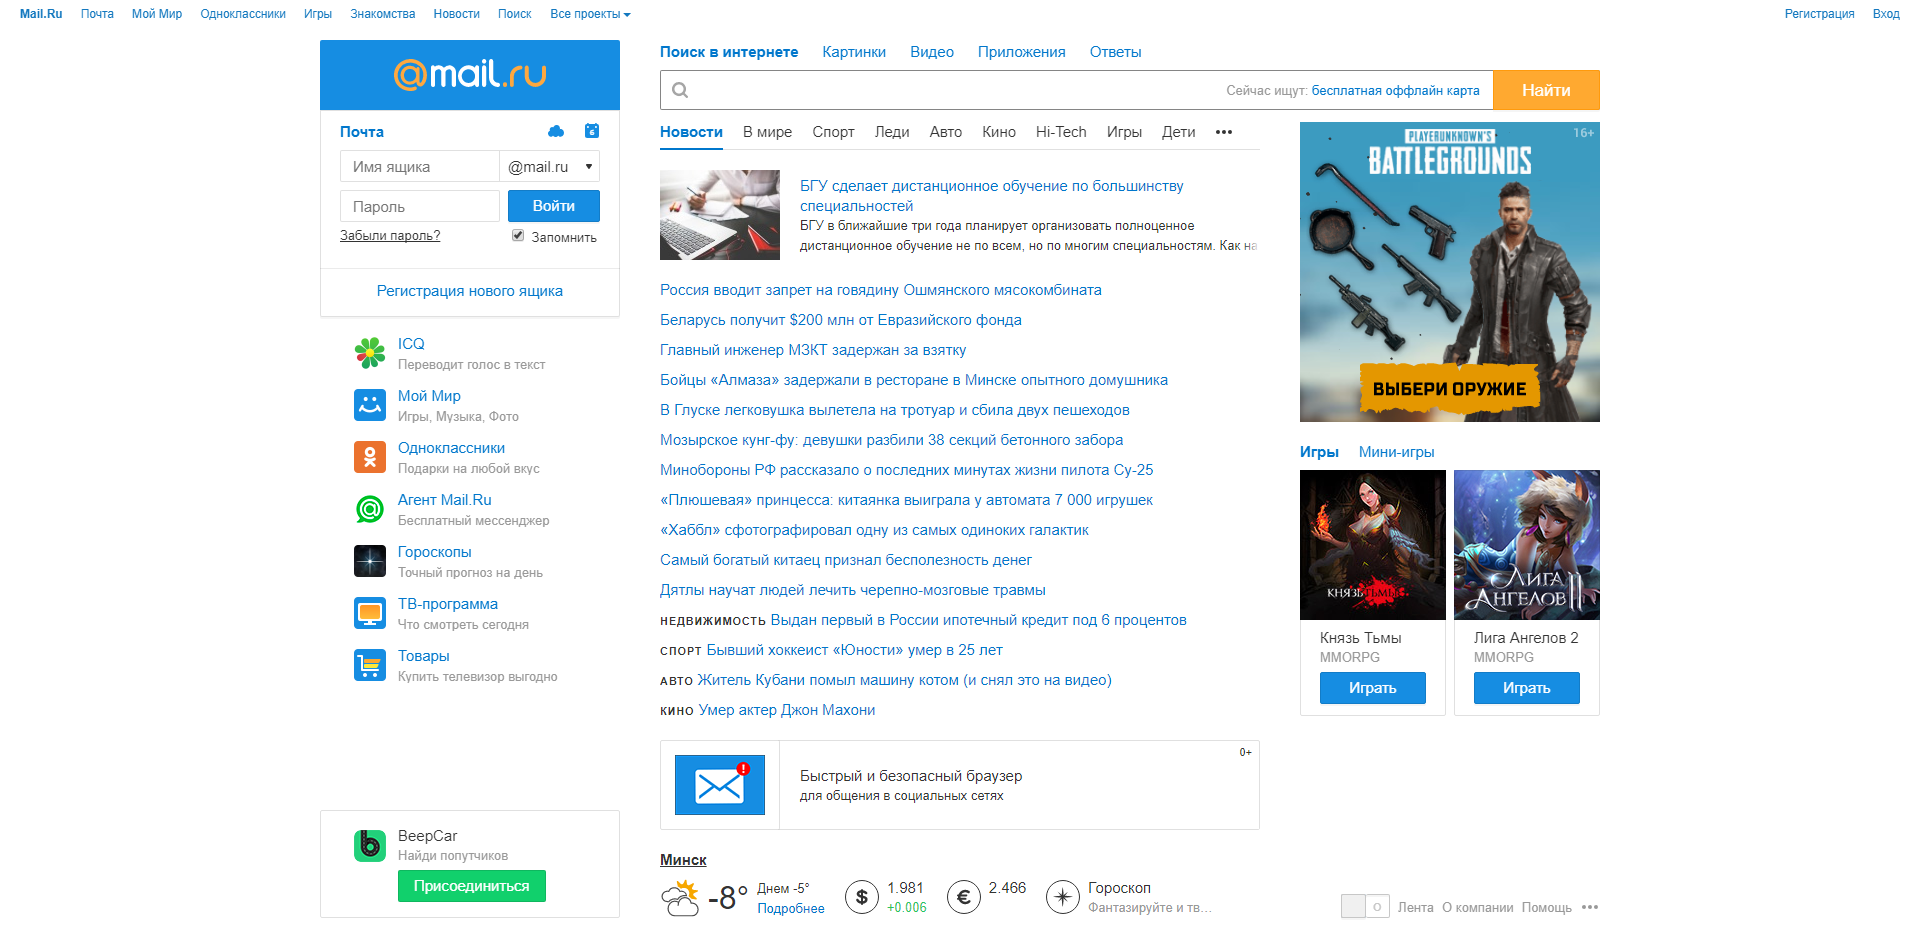 Mail.Ru Почта Мой Мир Одноклассники Игры Знакомства Новости Поиск Все проекты Регистрация Вход
@mail.ru
Почта
6
Имя ящика @mail.ru
Пароль Войти
Забыли пароль? Запомнить
Регистрация нового ящика
ICQ
Переводит голос в текст
Мой Мир
Игры, Музыка, Фото
Одноклассники
Подарки на любой вкус
Агент Mail.Ru
Бесплатный мессенджер
Гороскопы
Точный прогноз на день
ТВ-программа
Что смотреть сегодня
Товары
Купить телевизор выгодно
BeepCar
Найди попутчиков
Присоединиться
Поиск в интернете Картинки Видео Приложения Ответы
Сейчас ищут: бесплатная оффлайн карта Найти
Новости В мире Спорт Леди Авто Кино Hi-Tech Игры Дети •••
БГУ сделает дистанционное обучение по большинству
специальностей
БГУ в ближайшие три года планирует организовать полноценное
дистанционное обучение не по всем, но по многим специальностям. Как на
Россия вводит запрет на говядину Ошмянского мясокомбината
Беларусь получит $200 млн от Евразийского фонда
Главный инженер МЗКТ задержан за взятку
Бойцы «Алмаза» задержали в ресторане в Минске опытного домушника
В Глуске легковушка вылетела на тротуар и сбила двух пешеходов
Мозырское кунг-фу: девушки разбили 38 секций бетонного забора
Минобороны РФ рассказало о последних минутах жизни пилота Су-25
«Плюшевая» принцесса: китаянка выиграла у автомата 7 000 игрушек
«Хаббл» сфотографировал одну из самых одиноких галактик
Самый богатый китаец признал бесполезность денег
Дятлы научат людей лечить черепно-мозговые травмы
НЕДВИЖИМОСТЬ Выдан первый в России ипотечный кредит под 6 процентов
СПОРТ Бывший хоккеист «Юности» умер в 25 лет
АВТО Житель Кубани помыл машину котом (и снял это на видео)
КИНО Умер актер Джон Махони
0+
Быстрый и безопасный браузер
для общения в социальных сетях
Минск
-8° Днем -5°
Подробнее
$ 1.981
+0.006
€ 2.466
Гороскоп
Фантазируйте и тв…
16+
PLAYERUNKNOWN'S
BATTLEGROUNDS
ВЫБЕРИ ОРУЖИЕ
Игры Мини-игры
КНЯЗЬ ТЬМЫ
Князь Тьмы
MMORPG
Играть
ЛИГА
АНГЕЛОВ II
Лига Ангелов 2
MMORPG
Играть
Лента О компании Помощь •••